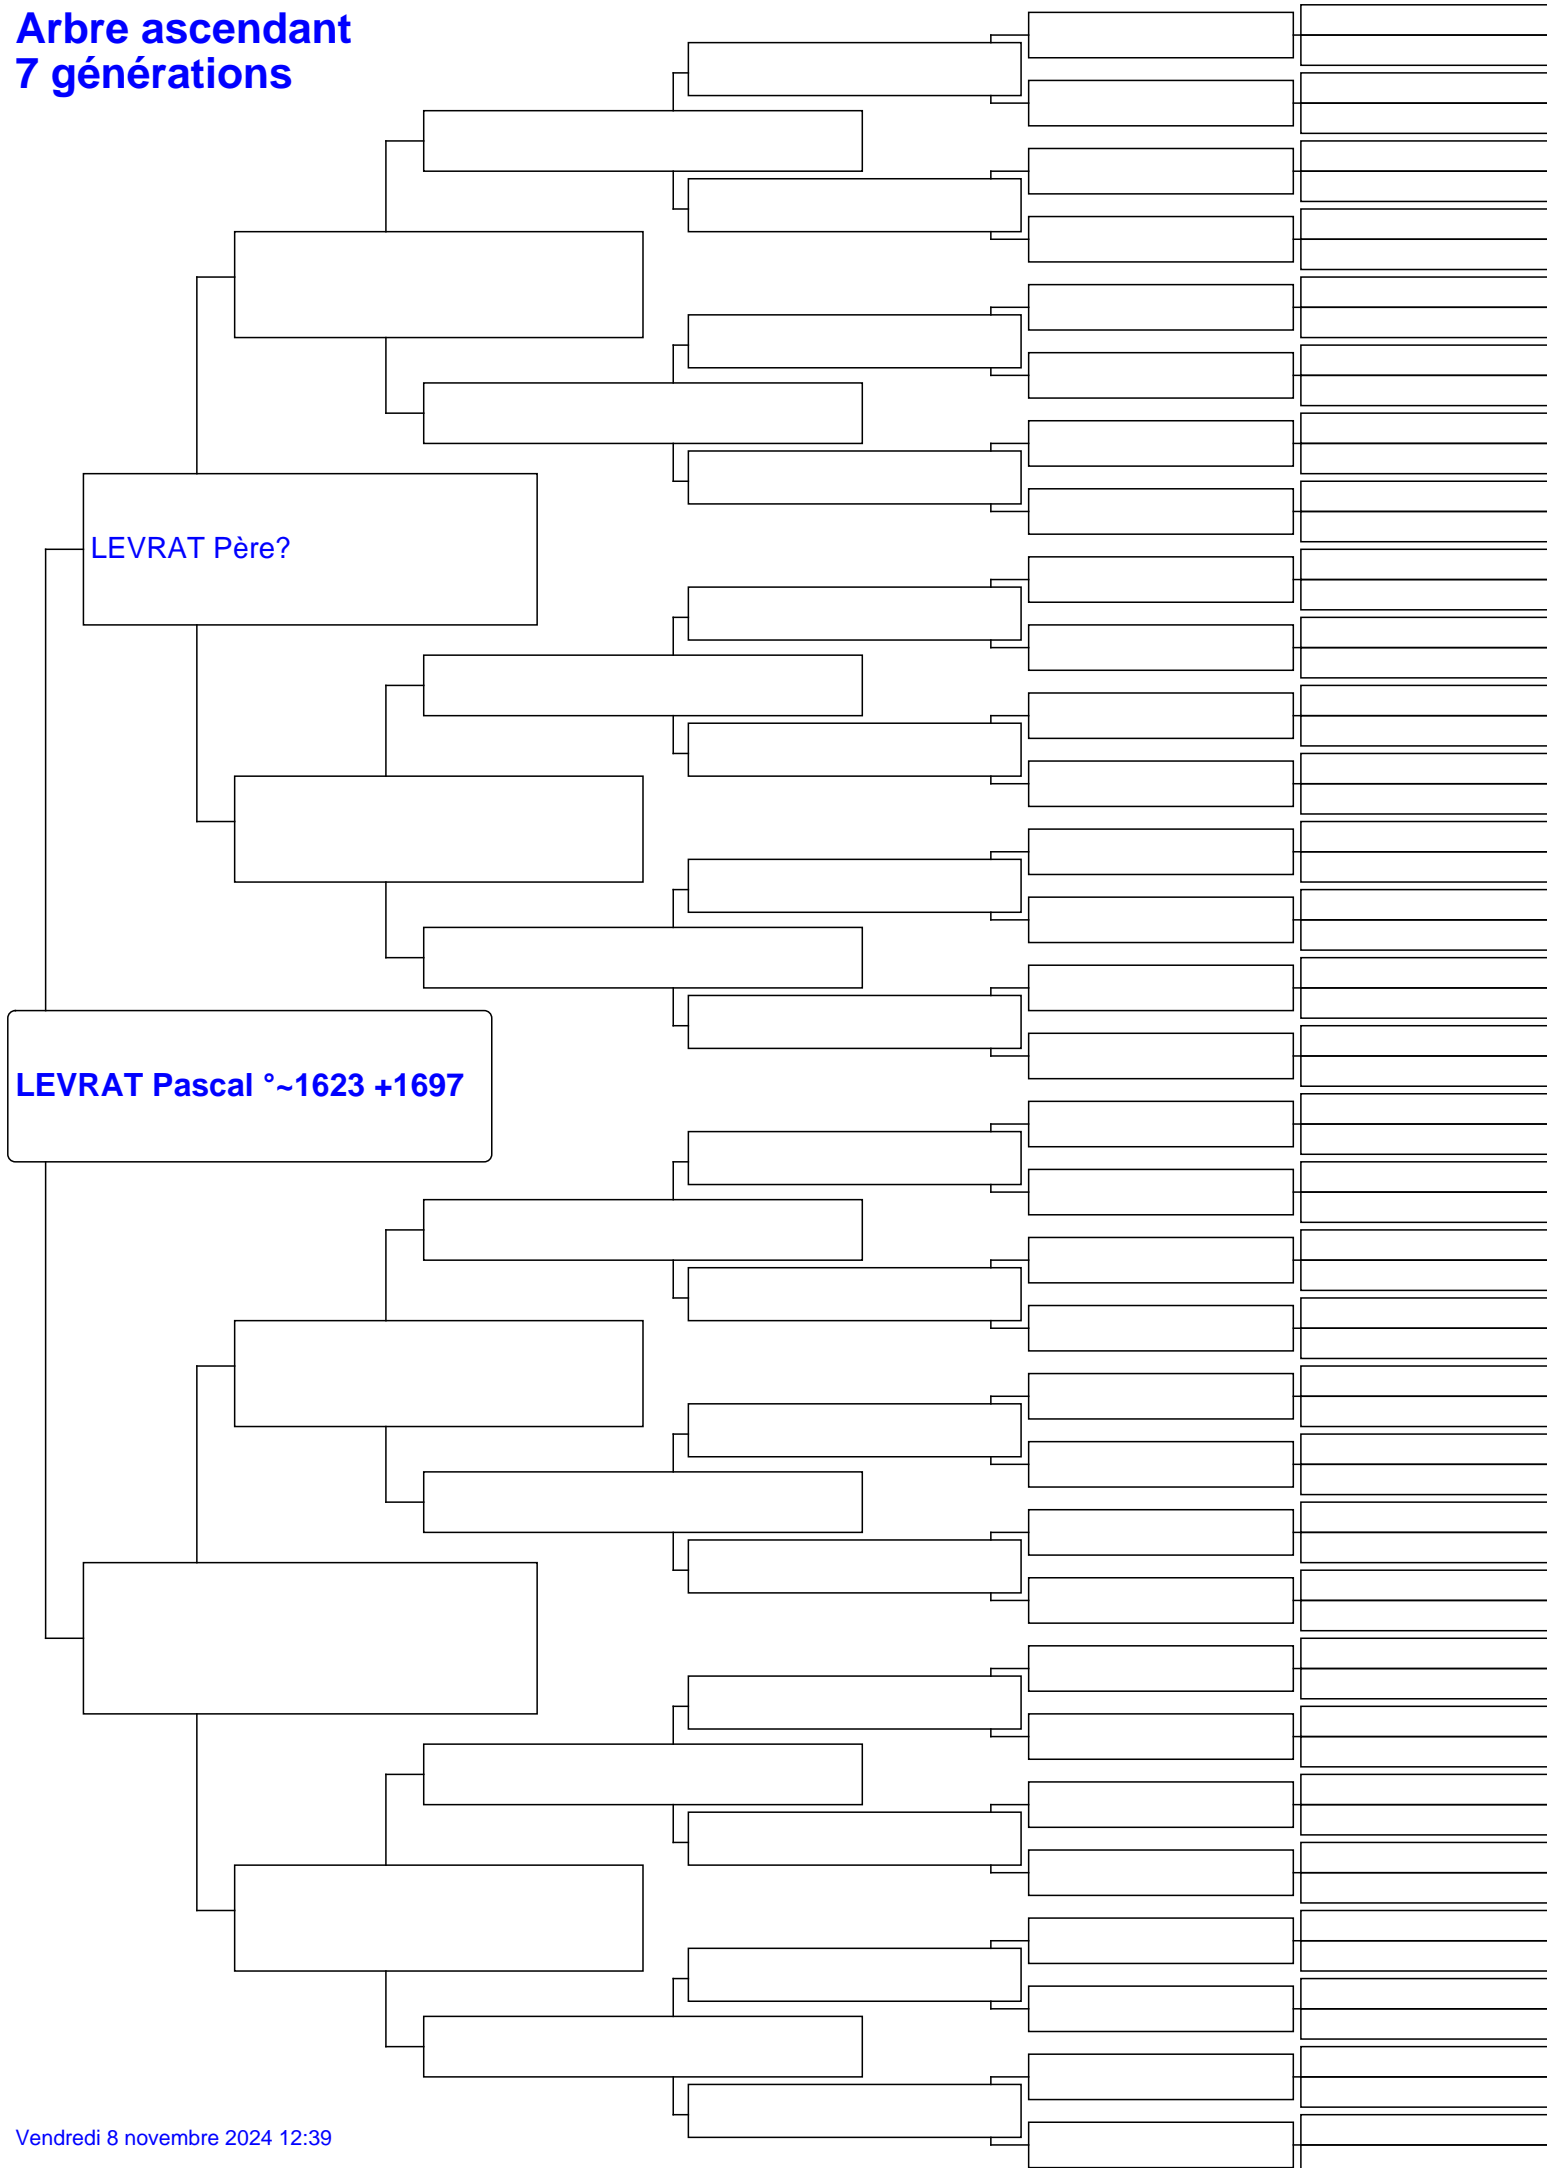 Arbre ascendant
7 générations
LEVRAT Père?
LEVRAT Pascal °~1623 +1697
Vendredi 8 novembre 2024 12:39